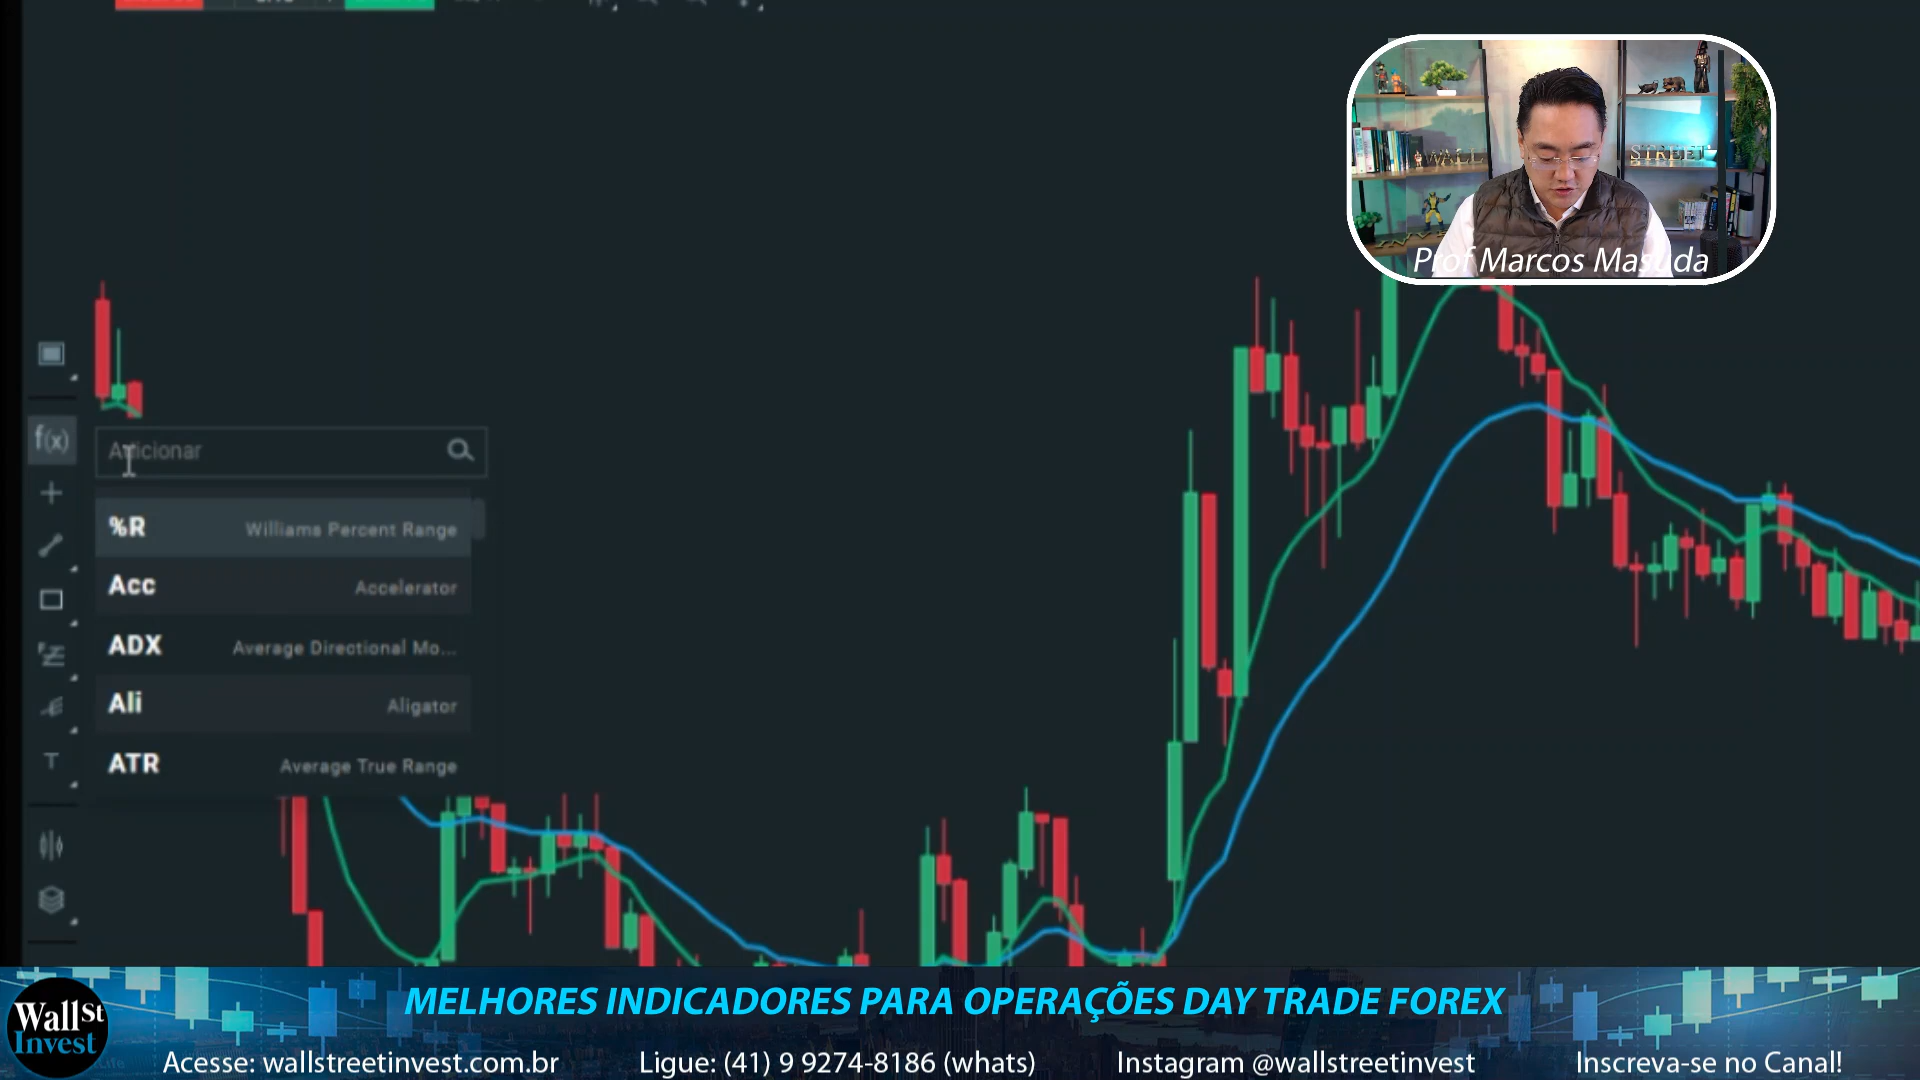 WALL STREET
Prof Marcos Masuda
f(x)
Adicionar
%R Williams Percent Range
Acc Accelerator
ADX Average Directional Mo...
Ali Aligator
ATR Average True Range
T
WallSt
Invest
MELHORES INDICADORES PARA OPERAÇÕES DAY TRADE FOREX
Acesse: wallstreetinvest.com.br Ligue: (41) 9 9274-8186 (whats) Instagram @wallstreetinvest Inscreva-se no Canal!